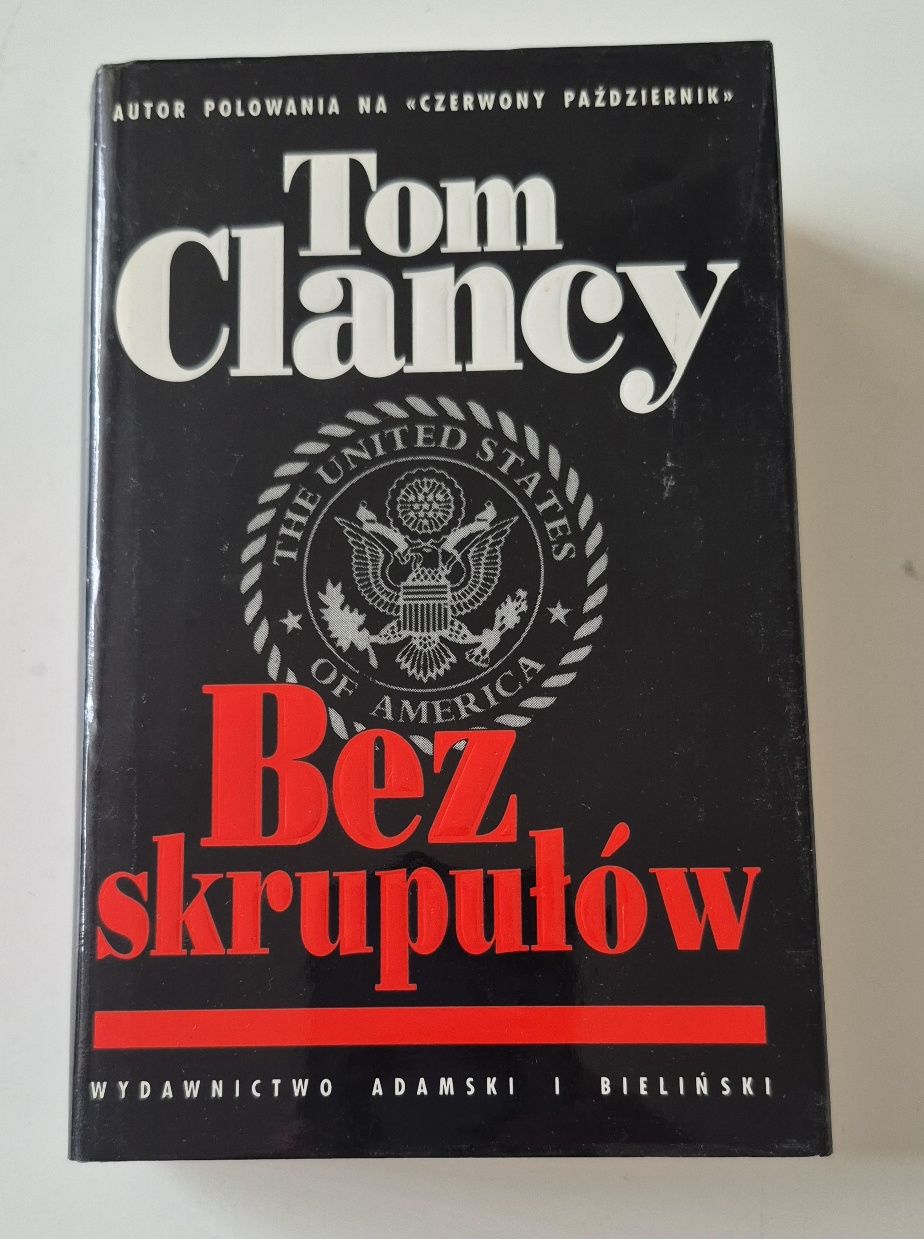 AUTOR POLOWANIA NA «CZERWONY PAŹDZIERNIK»
Tom
Clancy
THE UNITED STATES
OF AMERICA
Bez
skrupułów
WYDAWNICTWO ADAMSKI I BIELIŃSKI